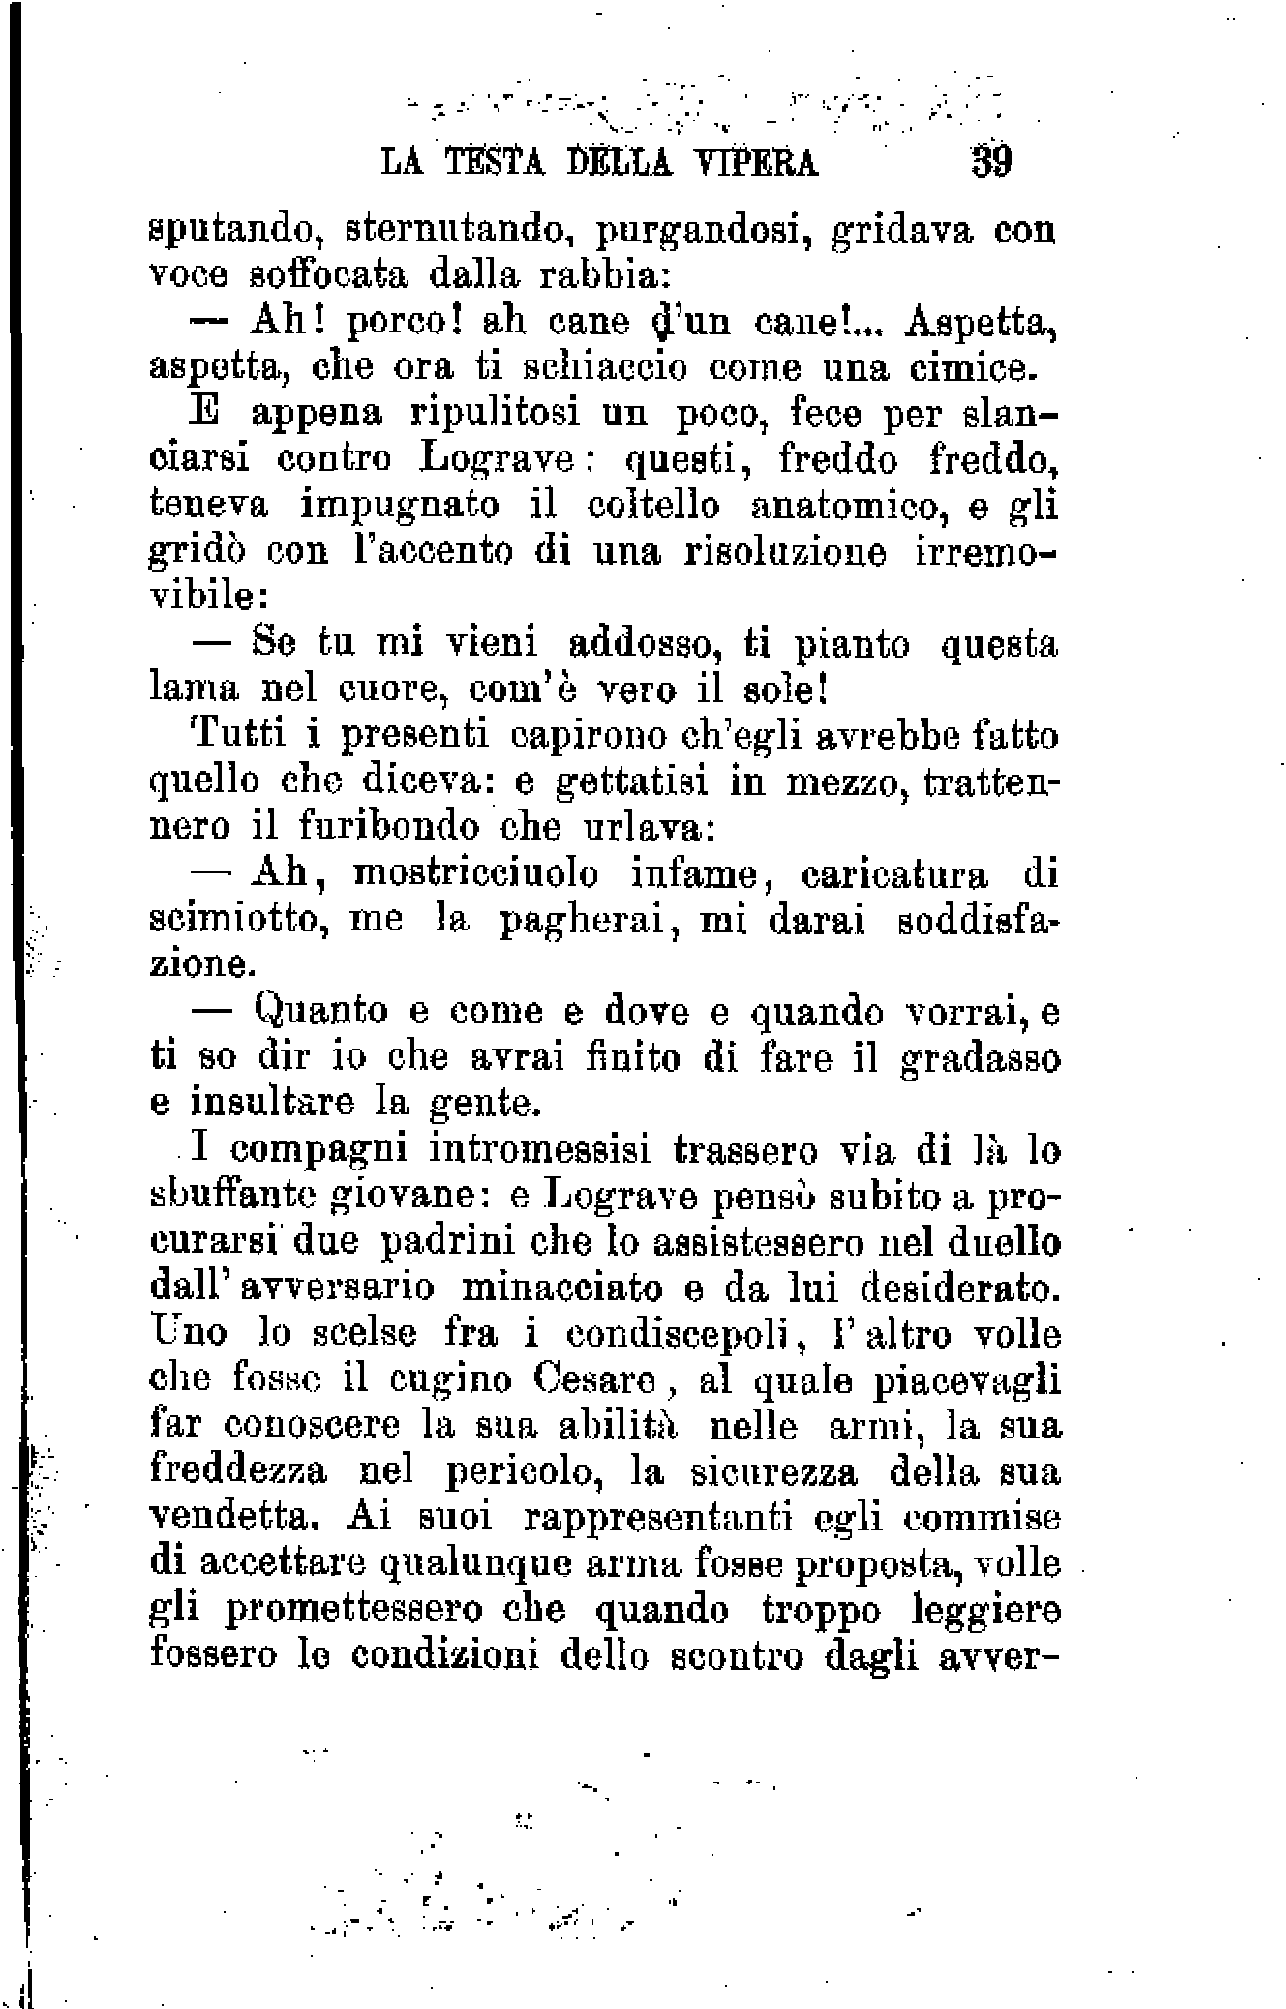 LA TESTA DELLA VIPERA 39
sputando, sternutando, purgandosi, gridava con
voce soffocata dalla rabbia:
— Ah! porco! ah cane d'un cane!... Aspetta,
aspetta, che ora ti schiaccio come una cimice.
E appena ripulitosi un poco, fece per slan-
ciarsi contro Lograve: questi, freddo freddo,
teneva impugnato il coltello anatomico, e gli
gridò con l'accento di una risoluzione irremo-
vibile:
— Se tu mi vieni addosso, ti pianto questa
lama nel cuore, com'è vero il sole!
Tutti i presenti capirono ch'egli avrebbe fatto
quello che diceva: e gettatisi in mezzo, tratten-
nero il furibondo che urlava:
— Ah, mostricciuolo infame, caricatura di
scimiotto, me la pagherai, mi darai soddisfa-
zione.
— Quanto e come e dove e quando vorrai, e
ti so dir io che avrai finito di fare il gradasso
e insultare la gente.
I compagni intromessisi trassero via di là lo
sbuffante giovane: e Lograve pensò subito a pro-
curarsi due padrini che lo assistessero nel duello
dall'avversario minacciato e da lui desiderato.
Uno lo scelse fra i condiscepoli, l'altro volle
che fosse il cugino Cesare, al quale piacevagli
far conoscere la sua abilità nelle armi, la sua
freddezza nel pericolo, la sicurezza della sua
vendetta. Ai suoi rappresentanti egli commise
di accettare qualunque arma fosse proposta, volle
gli promettessero che quando troppo leggiere
fossero le condizioni dello scontro dagli avver-